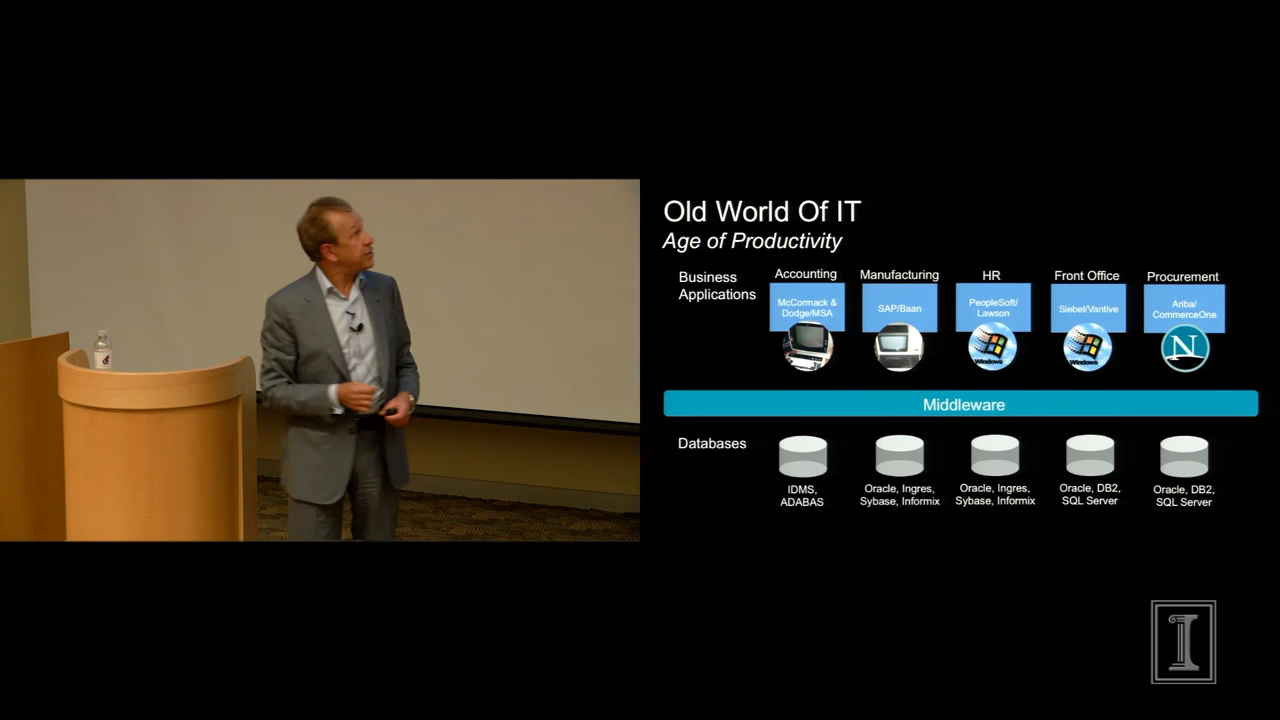 Old World Of IT
Age of Productivity
Business
Applications
Accounting
McCormack &
Dodge/MSA
Manufacturing
SAP/Baan
HR
PeopleSoft/
Lawson
Windows
Front Office
Siebel/Vantive
Windows
Procurement
Ariba/
CommerceOne
N
Middleware
Databases
IDMS,
ADABAS
Oracle, Ingres,
Sybase, Informix
Oracle, Ingres,
Sybase, Informix
Oracle, DB2,
SQL Server
Oracle, DB2,
SQL Server
I